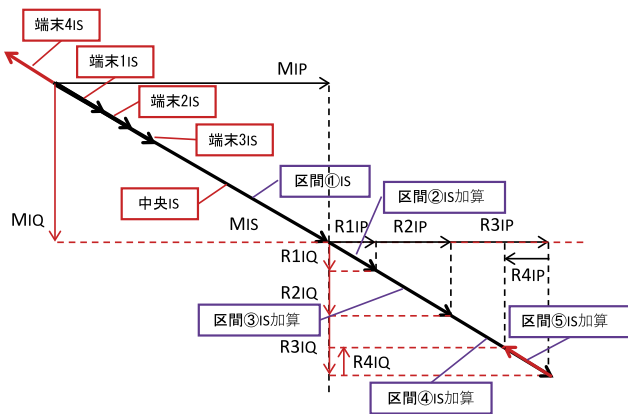 端末4IS
端末1IS
MIP
端末2IS
端末3IS
区間①IS
中央IS
区間②IS加算
MIQ
MIS
R1IP
R2IP
R3IP
R1IQ
R4IP
R2IQ
区間③IS加算
区間⑤IS加算
R3IQ
R4IQ
区間④IS加算